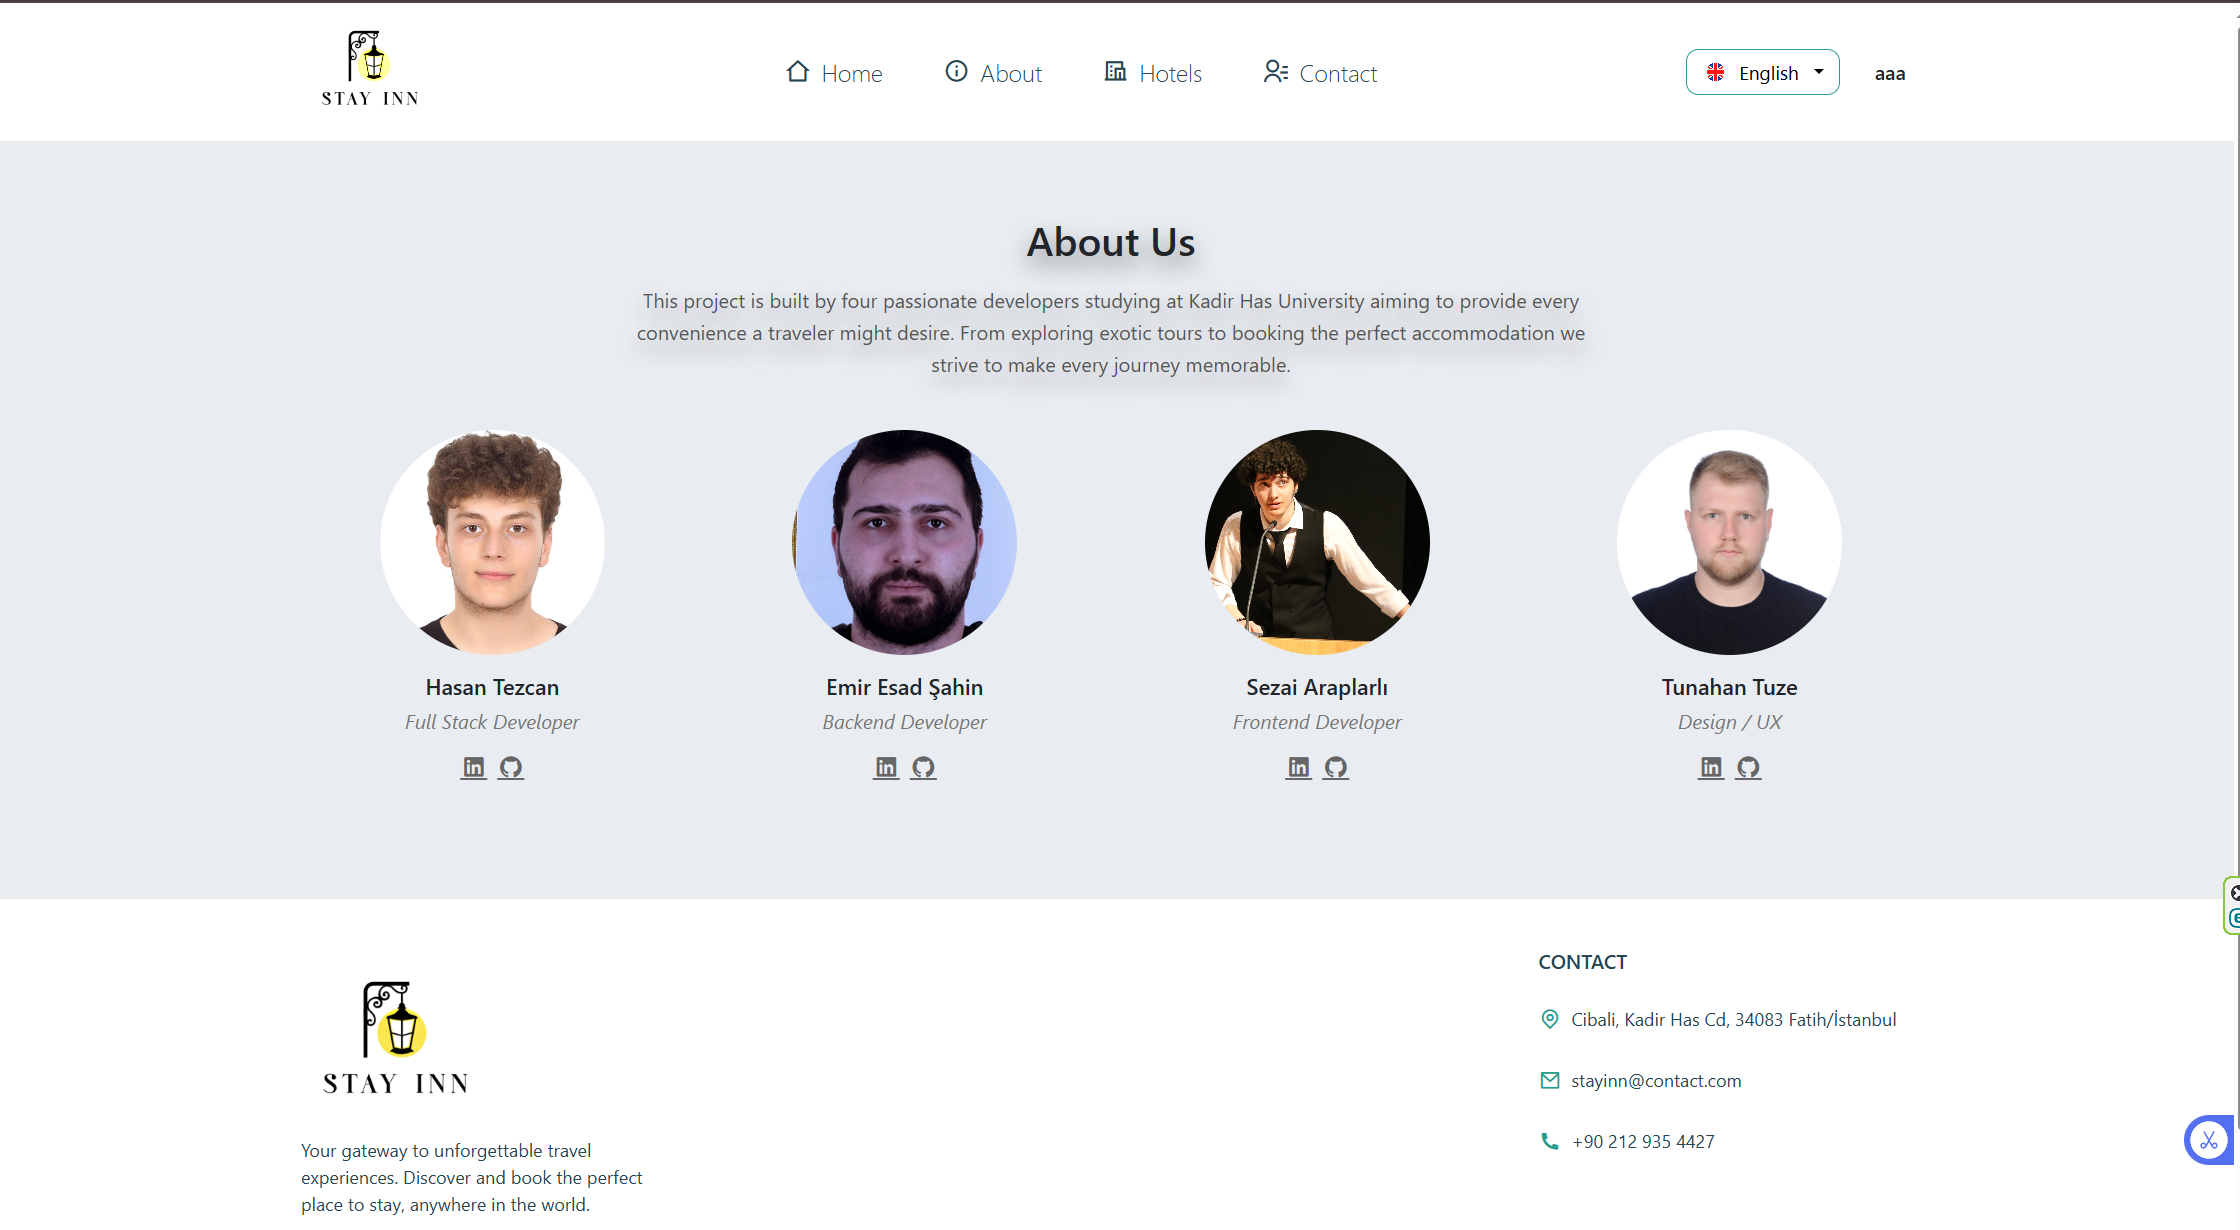 STAY INN
Home
About
Hotels
Contact
English
aaa
About Us
This project is built by four passionate developers studying at Kadir Has University aiming to provide every
convenience a traveler might desire. From exploring exotic tours to booking the perfect accommodation we
strive to make every journey memorable.
Hasan Tezcan
Full Stack Developer
Emir Esad Şahin
Backend Developer
Sezai Araplarlı
Frontend Developer
Tunahan Tuze
Design / UX
STAY INN
Your gateway to unforgettable travel
experiences. Discover and book the perfect
place to stay, anywhere in the world.
CONTACT
Cibali, Kadir Has Cd, 34083 Fatih/İstanbul
stayinn@contact.com
+90 212 935 4427